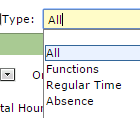 Type: All
All
Functions
O
Regular Time
Absence
tal Hour